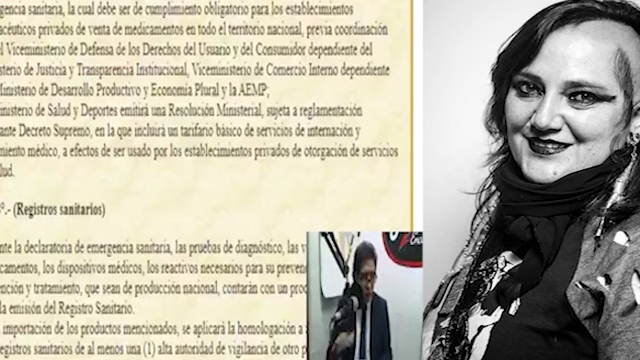 gencia sanitaria, la cual debe ser de cumplimiento obligatorio para los establecimientos
acéuticos privados de venta de medicamentos en todo el territorio nacional, previa coordinación
el Viceministerio de Defensa de los Derechos del Usuario y del Consumidor dependiente del
sterio de Justicia y Transparencia Institucional, Viceministerio de Comercio Interno dependiente
Ministerio de Desarrollo Productivo y Economía Plural y la AEMP;
inisterio de Salud y Deportes emitirá una Resolución Ministerial, sujeta a reglamentación
ante Decreto Supremo, en la que incluirá un tarifario básico de servicios de internación y
miento médico, a efectos de ser usado por los establecimientos privados de otorgación de servicios
lud.
º.- (Registros sanitarios)
nte la declaratoria de emergencia sanitaria, las pruebas de diagnóstico, las v
camentos, los dispositivos médicos, los reactivos necesarios para su preven
ención y tratamiento, que sean de producción nacional, contarán con un proc
la emisión del Registro Sanitario.
importación de los productos mencionados, se aplicará la homologación a
egistros sanitarios de al menos una (1) alta autoridad de vigilancia de otro p